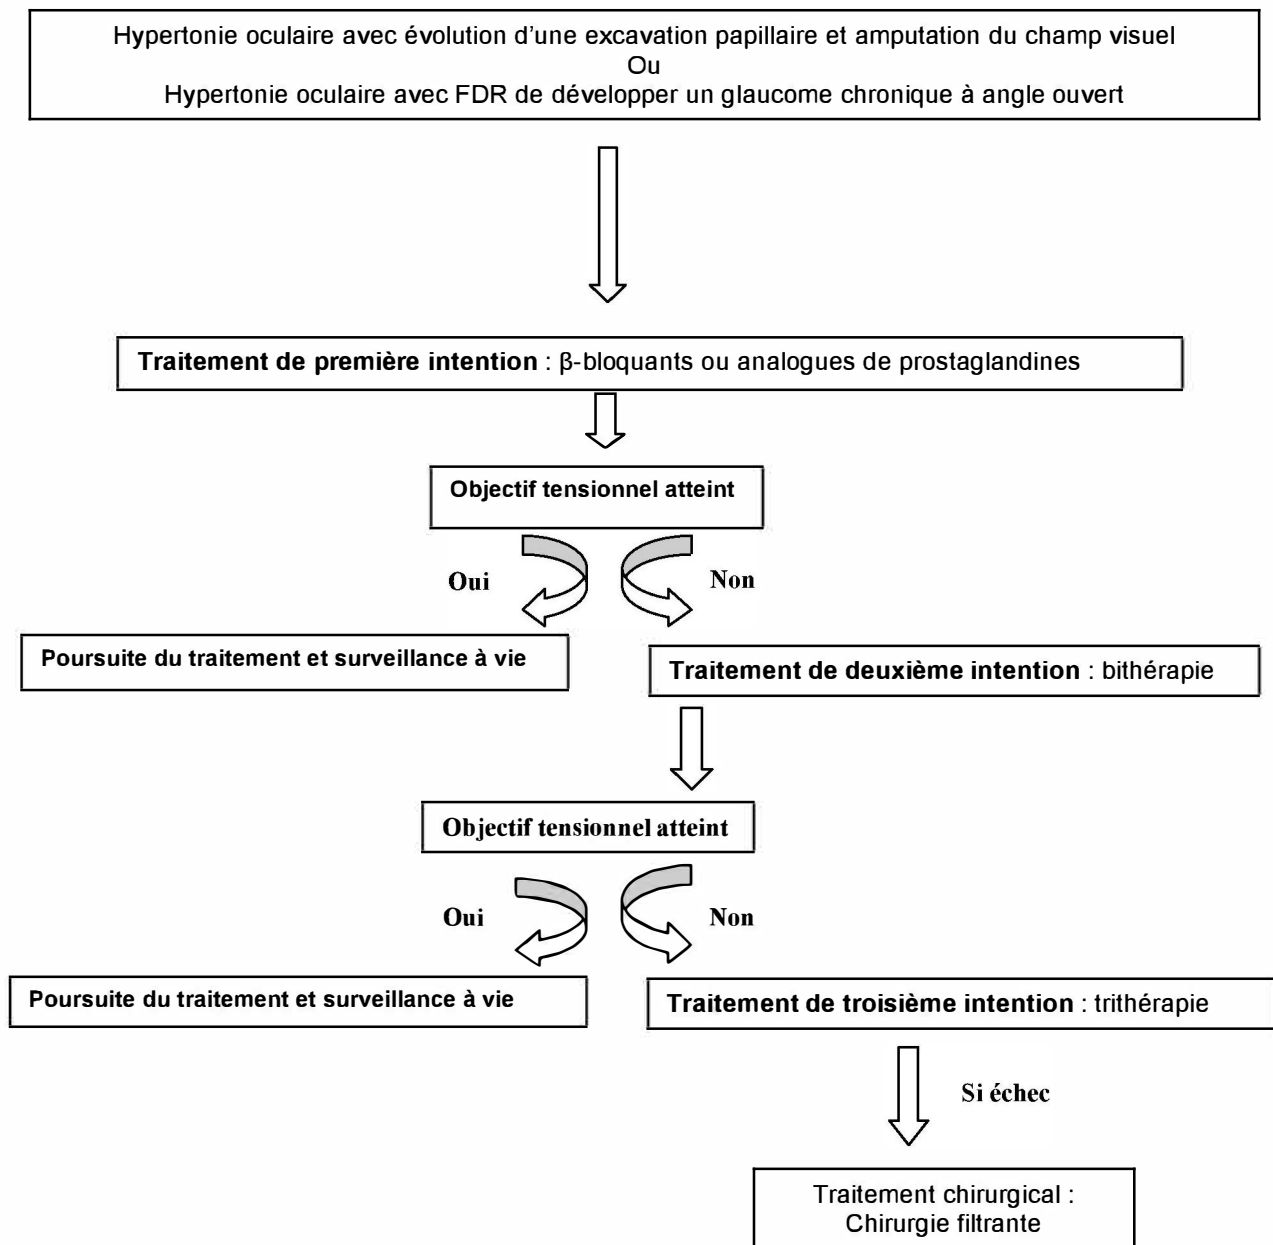 Hypertonie oculaire avec évolution d’une excavation papillaire et amputation du champ visuel
Ou
Hypertonie oculaire avec FDR de développer un glaucome chronique à angle ouvert
Traitement de première intention : β-bloquants ou analogues de prostaglandines
Objectif tensionnel atteint
Oui
Non
Poursuite du traitement et surveillance à vie
Traitement de deuxième intention : bithérapie
Objectif tensionnel atteint
Oui
Non
Poursuite du traitement et surveillance à vie
Traitement de troisième intention : trithérapie
Si échec
Traitement chirurgical :
Chirurgie filtrante